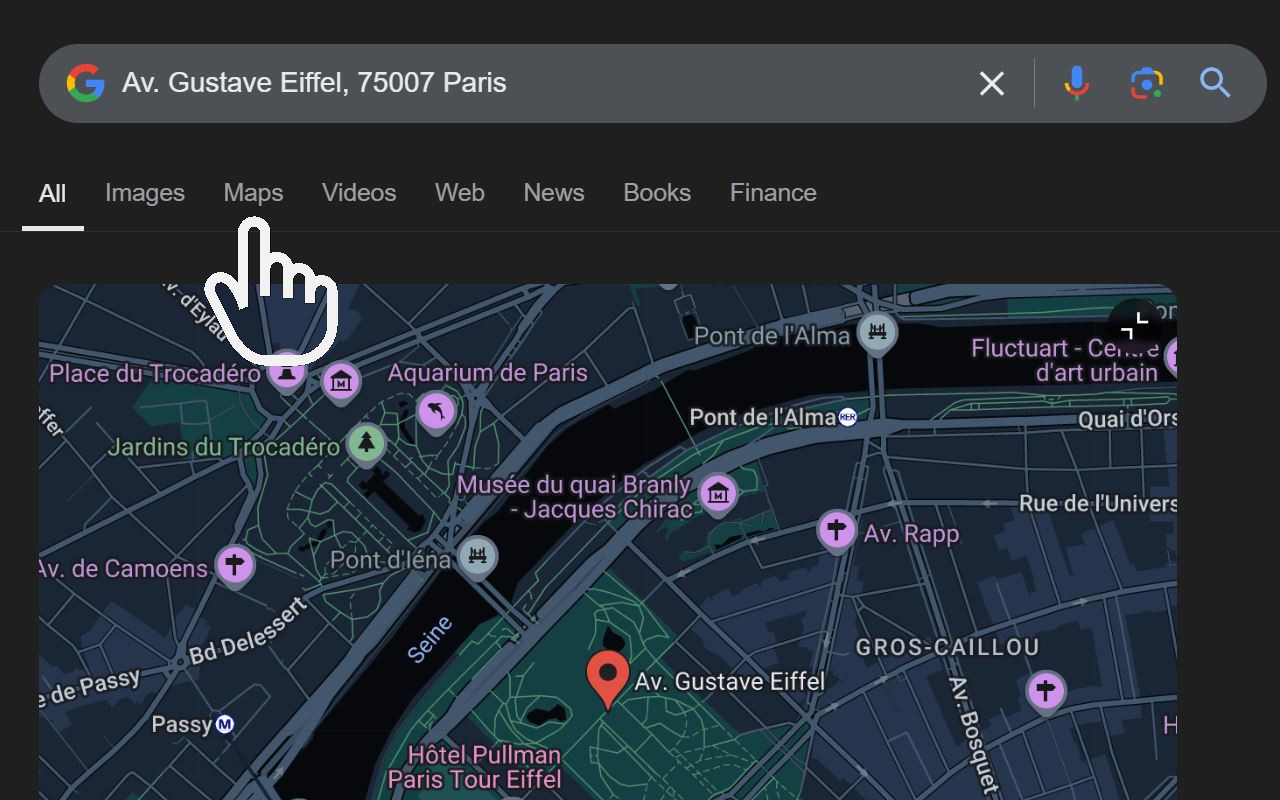 Av. Gustave Eiffel, 75007 Paris
All Images Maps Videos Web News Books Finance
Pont de l'Alma
Fluctuart - Centre
d'art urbain
Place du Trocadéro
Aquarium de Paris
Pont de l'Alma RER
Quai d'Ors
Jardins du Trocadéro
Musée du quai Branly
- Jacques Chirac
Rue de l'Univers
Av. Rapp
Pont d'Iéna
Av. de Camoens
Bd Delessert
Seine
GROS-CAILLOU
Av. Gustave Eiffel
e de Passy
Av. Bosquet
Passy M
Hôtel Pullman
Paris Tour Eiffel
H